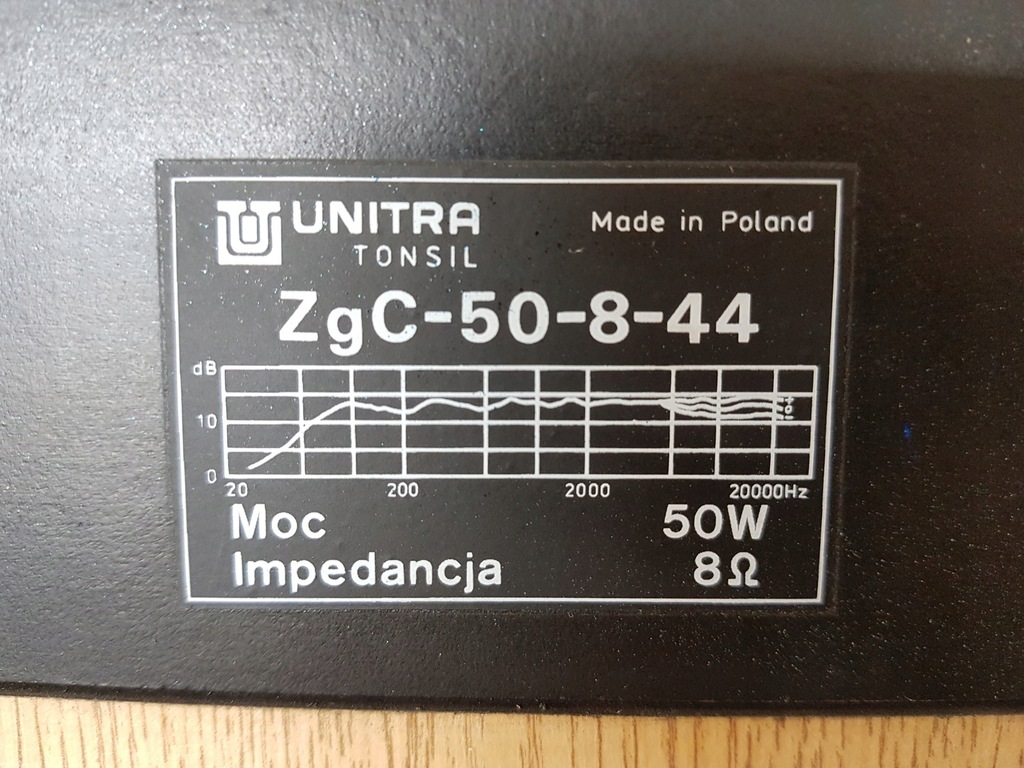 UNITRA
TONSIL
Made in Poland
ZgC-50-8-44
dB
10
0
20 200 2000 20000Hz
+
0
-
Moc 50W
Impedancja 8Ω